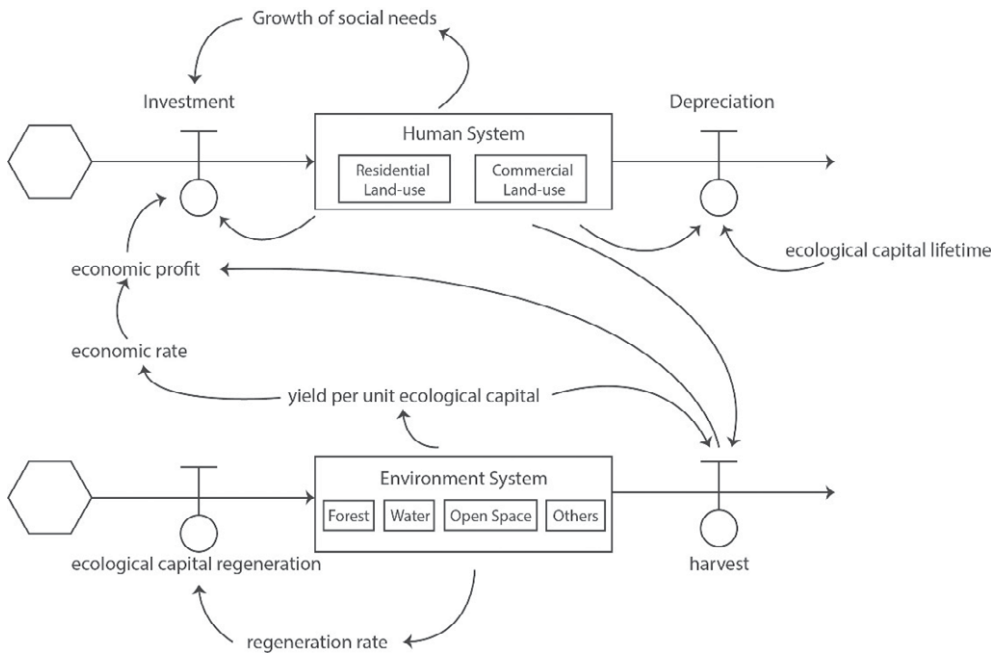 Growth of social needs
Investment
Depreciation
Human System
Residential
Land-use
Commercial
Land-use
ecological capital lifetime
economic profit
economic rate
yield per unit ecological capital
Environment System
Forest
Water
Open Space
Others
ecological capital regeneration
harvest
regeneration rate